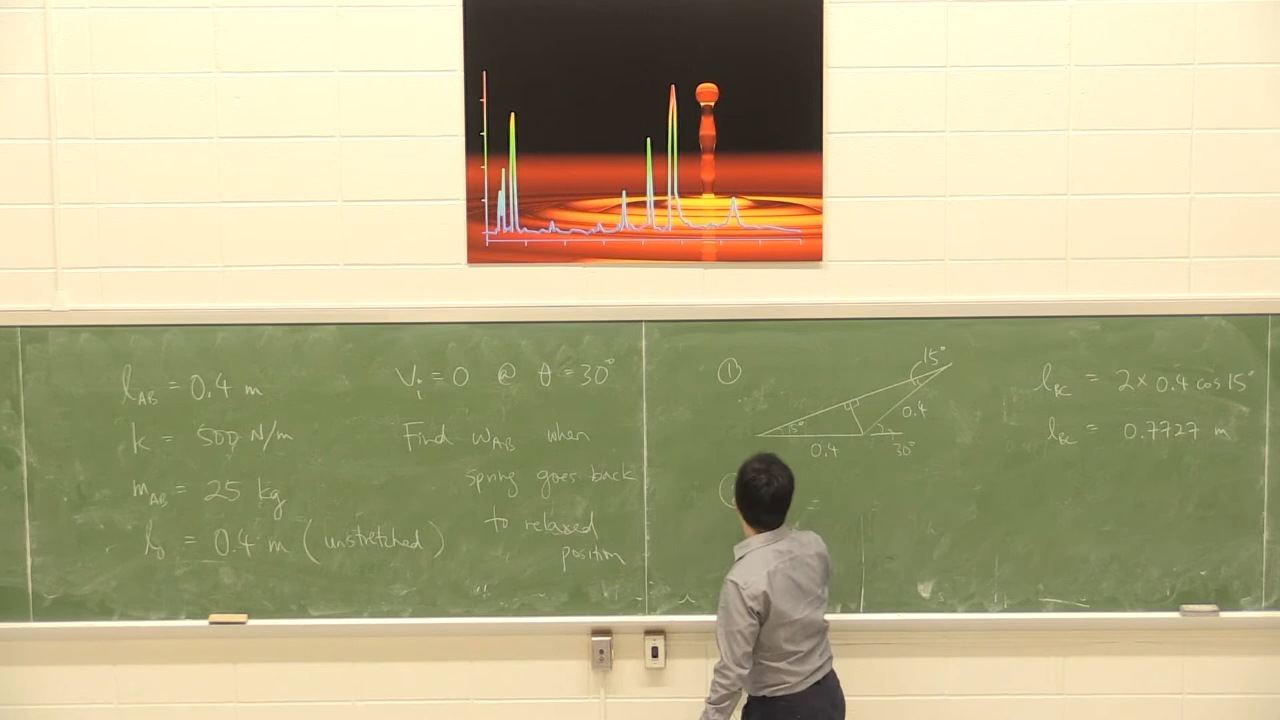 l_AB = 0.4 m
k = 500 N/m
m_AB = 25 kg
l_0 = 0.4 m (unstretched)
V_i = 0 @ θ = 30°
Find ω_AB when
spring goes back
to relaxed
position
①
15°
15°
0.4
0.4
30°
l_BC = 2 × 0.4 cos 15°
l_BC = 0.7727 m
=